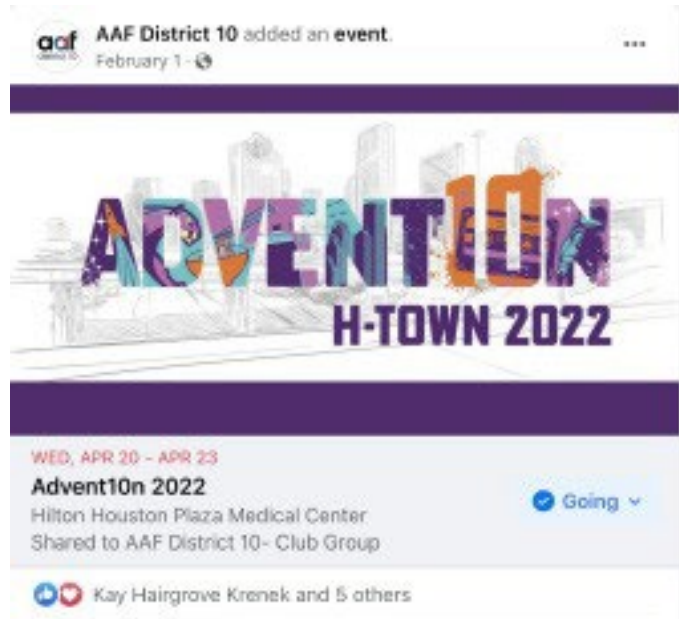 aaf
AAF District 10 added an event.
February 1 ·
ADVENT10N
H-TOWN 2022
WED, APR 20 - APR 23
Advent10n 2022
Hilton Houston Plaza Medical Center
Going
Shared to AAF District 10- Club Group
Kay Hairgrove Krenek and 5 others